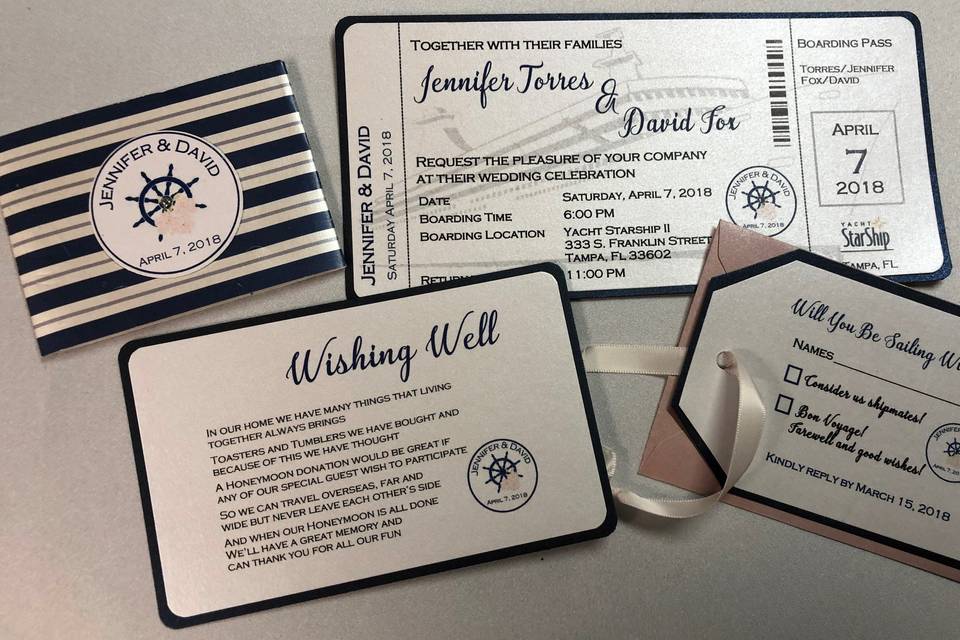 JENNIFER & DAVID
APRIL 7, 2018
JENNIFER & DAVID
SATURDAY APRIL 7, 2018
TOGETHER WITH THEIR FAMILIES
Jennifer Torres
&
David Fox
REQUEST THE PLEASURE OF YOUR COMPANY
AT THEIR WEDDING CELEBRATION
DATE SATURDAY, APRIL 7, 2018
BOARDING TIME 6:00 PM
BOARDING LOCATION YACHT STARSHIP II
333 S. FRANKLIN STREET
TAMPA, FL 33602
11:00 PM
JENNIFER & DAVID
APRIL 7, 2018
BOARDING PASS
TORRES/JENNIFER
FOX/DAVID
APRIL
7
2018
YACHT
StarShip
TAMPA, FL
Wishing Well
IN OUR HOME WE HAVE MANY THINGS THAT LIVING
TOGETHER ALWAYS BRINGS
TOASTERS AND TUMBLERS WE HAVE BOUGHT AND
BECAUSE OF THIS WE HAVE THOUGHT
A HONEYMOON DONATION WOULD BE GREAT IF
ANY OF OUR SPECIAL GUEST WISH TO PARTICIPATE
SO WE CAN TRAVEL OVERSEAS, FAR AND
WIDE BUT NEVER LEAVE EACH OTHER'S SIDE
AND WHEN OUR HONEYMOON IS ALL DONE
WE'LL HAVE A GREAT MEMORY AND
CAN THANK YOU FOR ALL OUR FUN
JENNIFER & DAVID
APRIL 7, 2018
Will You Be Sailing
NAMES
Consider us shipmates!
Bon Voyage!
Farewell and good wishes!
KINDLY REPLY BY MARCH 15, 2018